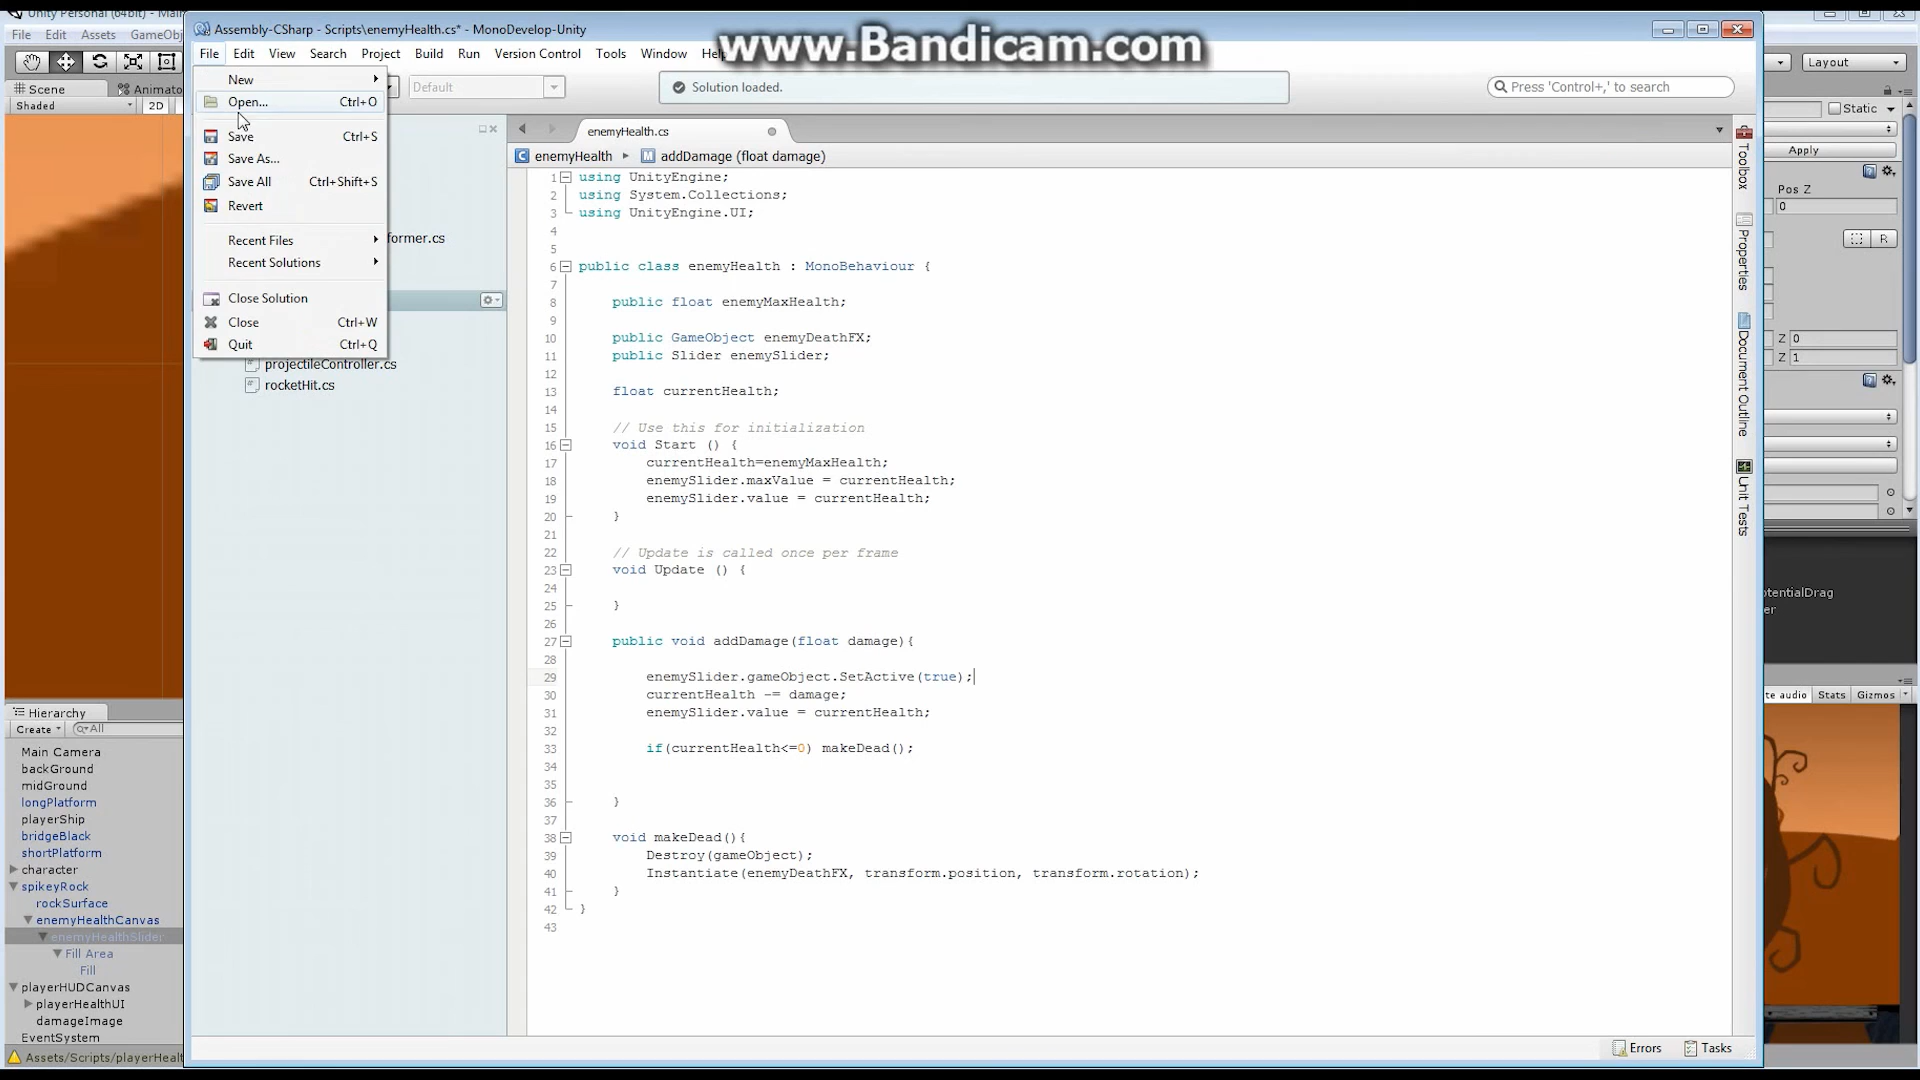 Unity Personal (64bit) - Mai
File Edit Assets GameObj
Assembly-CSharp - Scripts\enemyHealth.cs* - MonoDevelop-Unity
www.Bandicam.com
File Edit View Search Project Build Run Version Control Tools Window Help
Layout
Scene
Animato
Shaded
2D
Default
Solution loaded.
Press 'Control+,' to search
New
Open... Ctrl+O
Save Ctrl+S
Save As...
Save All Ctrl+Shift+S
Revert
Recent Files
Recent Solutions
Close Solution
Close Ctrl+W
Quit Ctrl+Q
former.cs
projectileController.cs
rocketHit.cs
enemyHealth.cs
enemyHealth
addDamage (float damage)
1 using UnityEngine;
2 using System.Collections;
3 using UnityEngine.UI;
4
5
6 public class enemyHealth : MonoBehaviour {
7
8 public float enemyMaxHealth;
9
10 public GameObject enemyDeathFX;
11 public Slider enemySlider;
12
13 float currentHealth;
14
15 // Use this for initialization
16 void Start () {
17 currentHealth=enemyMaxHealth;
18 enemySlider.maxValue = currentHealth;
19 enemySlider.value = currentHealth;
20 }
21
22 // Update is called once per frame
23 void Update () {
24
25 }
26
27 public void addDamage(float damage){
28
29 enemySlider.gameObject.SetActive(true);
30 currentHealth -= damage;
31 enemySlider.value = currentHealth;
32
33 if(currentHealth<=0) makeDead();
34
35
36 }
37
38 void makeDead(){
39 Destroy(gameObject);
40 Instantiate(enemyDeathFX, transform.position, transform.rotation);
41 }
42 }
43
Toolbox
Properties
Document Outline
Unit Tests
Static
Apply
Pos Z
0
R
Z 0
Z 1
otentialDrag
er
te audio Stats Gizmos
Hierarchy
Create
All
Main Camera
backGround
midGround
longPlatform
playerShip
bridgeBlack
shortPlatform
character
spikeyRock
rockSurface
enemyHealthCanvas
enemyHealthSlider
Fill Area
Fill
playerHUDCanvas
playerHealthUI
damageImage
EventSystem
Assets/Scripts/playerHealt
Errors
Tasks